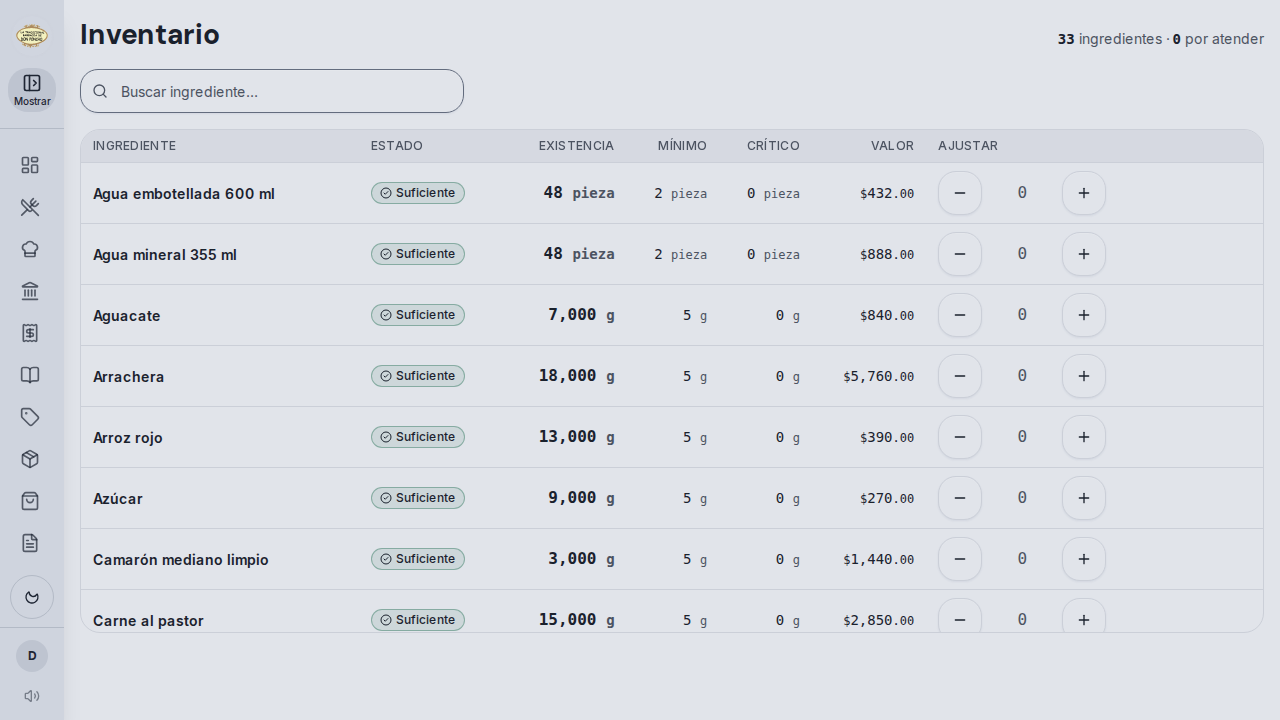 Inventario
33 ingredientes · 0 por atender
Mostrar
Buscar ingrediente...
INGREDIENTE ESTADO EXISTENCIA MÍNIMO CRÍTICO VALOR AJUSTAR
Agua embotellada 600 ml Suficiente 48 pieza 2 pieza 0 pieza $432.00 − 0 +
Agua mineral 355 ml Suficiente 48 pieza 2 pieza 0 pieza $888.00 − 0 +
Aguacate Suficiente 7,000 g 5 g 0 g $840.00 − 0 +
Arrachera Suficiente 18,000 g 5 g 0 g $5,760.00 − 0 +
Arroz rojo Suficiente 13,000 g 5 g 0 g $390.00 − 0 +
Azúcar Suficiente 9,000 g 5 g 0 g $270.00 − 0 +
Camarón mediano limpio Suficiente 3,000 g 5 g 0 g $1,440.00 − 0 +
Carne al pastor Suficiente 15,000 g 5 g 0 g $2,850.00 − 0 +
D